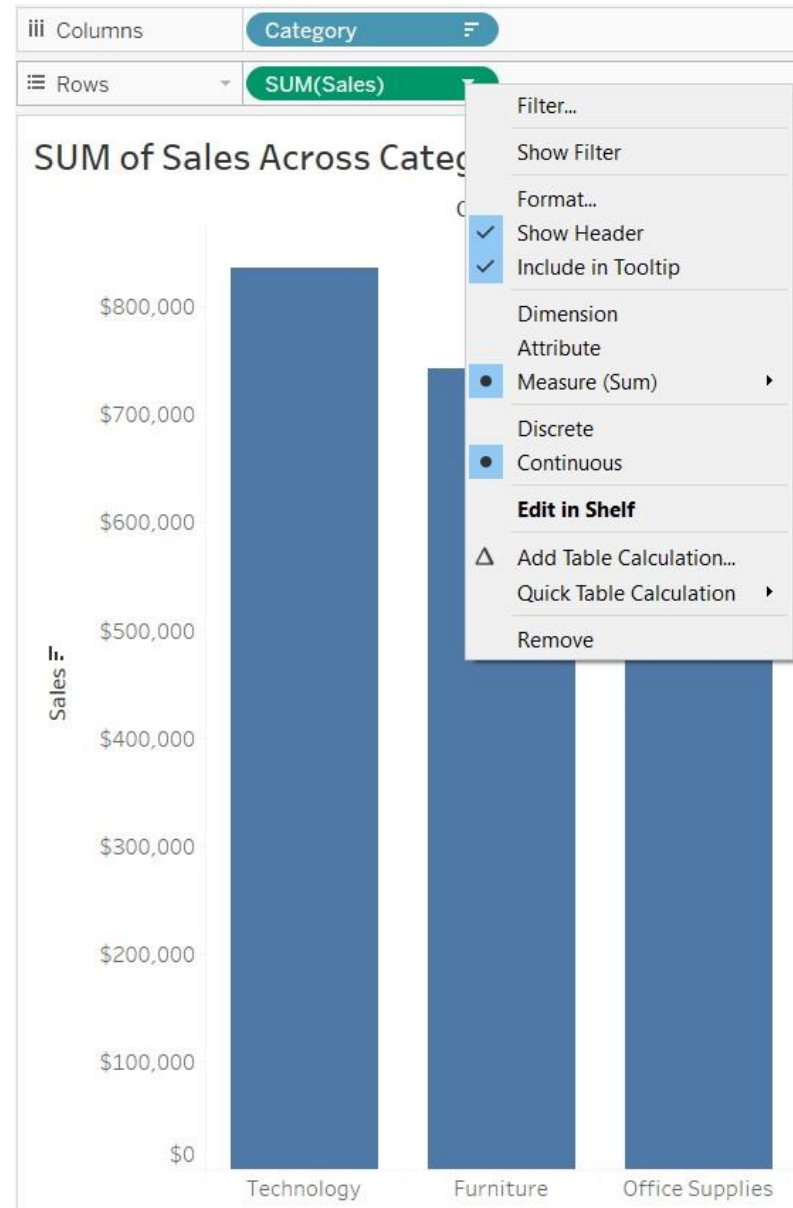 Columns
Category
Rows
SUM(Sales)
SUM of Sales Across
Filter...
Show Filter
Format...
Show Header
Include in Tooltip
Dimension
Attribute
Measure (Sum)
Discrete
Continuous
Edit in Shelf
Add Table Calculation...
Quick Table Calculation
Remove
$800,000
$700,000
$600,000
$500,000
$400,000
$300,000
$200,000
$100,000
$0
Sales
Technology
Furniture
Office Supplies